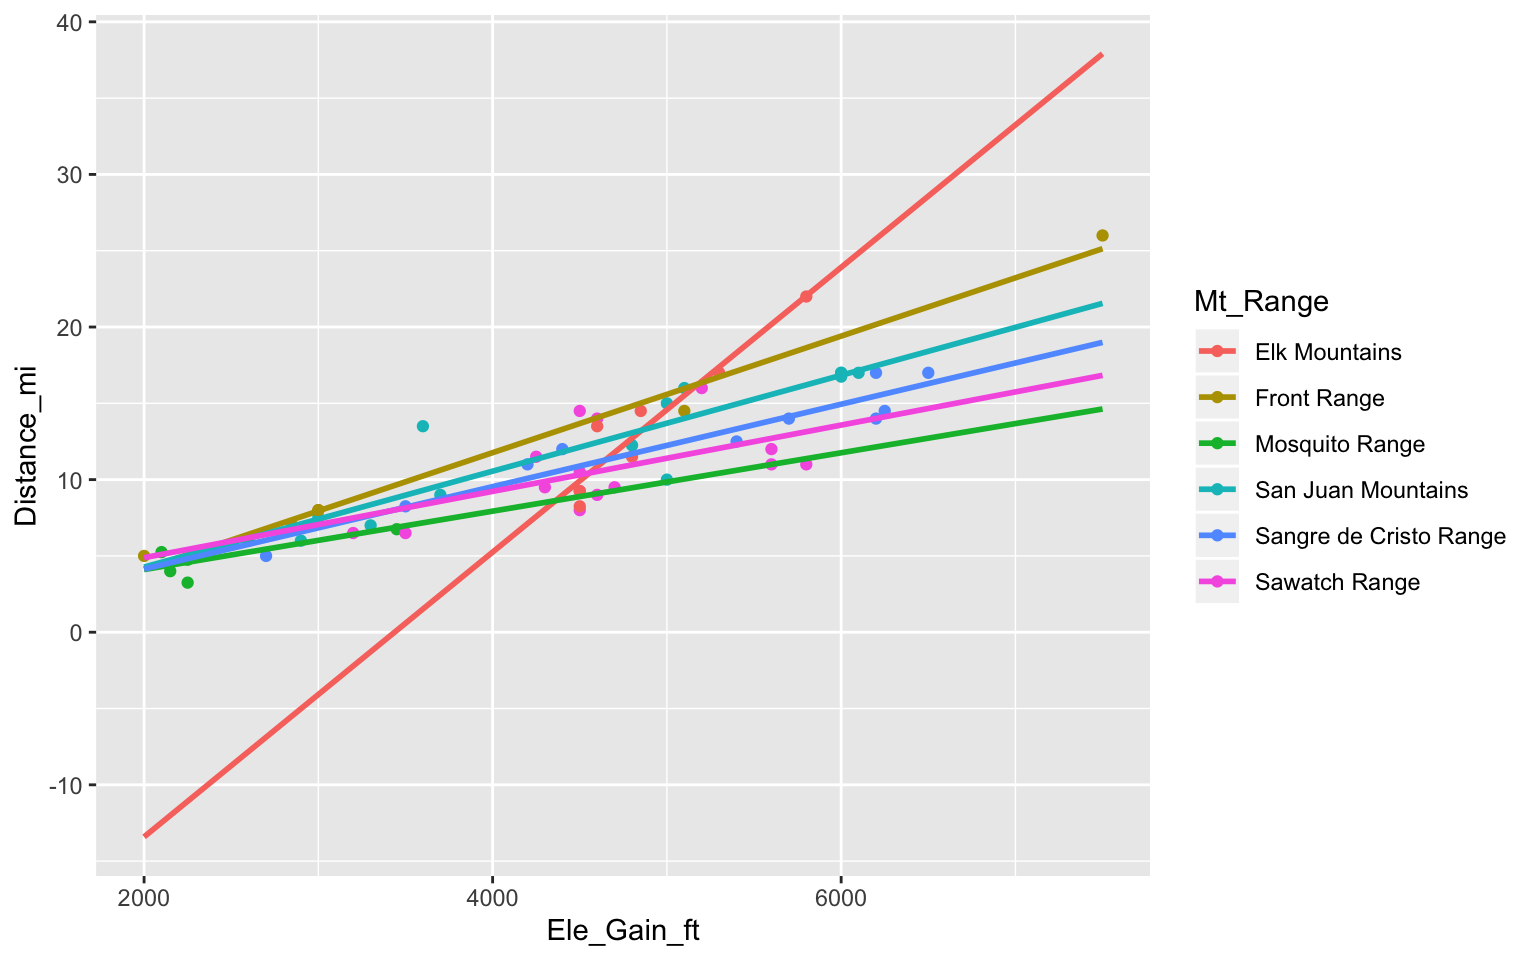 40
30
20
10
0
-10
Distance_mi
2000
4000
6000
Ele_Gain_ft
Mt_Range
Elk Mountains
Front Range
Mosquito Range
San Juan Mountains
Sangre de Cristo Range
Sawatch Range